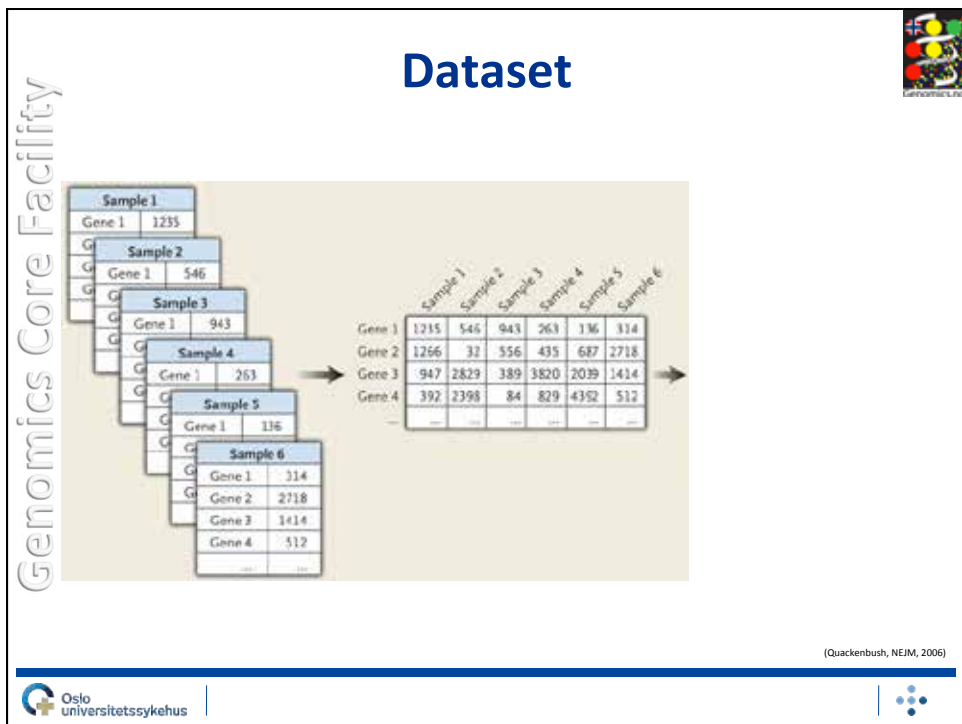 Dataset
Genomics Core Facility
Genomics.no
Sample 1
Gene 1 1235
G
G
G
Sample 2
Gene 1 546
G
Sample 3
Gene 1 943
G
Sample 4
Gene 1 263
G
G
Sample 5
Gene 1 136
G
G
G
Sample 6
Gene 1 314
Gene 2 2718
Gene 3 1414
Gene 4 512
... ...
Sample 1 Sample 2 Sample 3 Sample 4 Sample 5 Sample 6
Gene 1 1235 546 943 263 136 314
Gene 2 1266 32 556 435 687 2718
Gene 3 947 2829 389 3820 2039 1414
Gene 4 392 2398 84 829 4352 512
... ... ... ... ... ... ...
(Quackenbush, NEJM, 2006)
Oslo
universitetssykehus